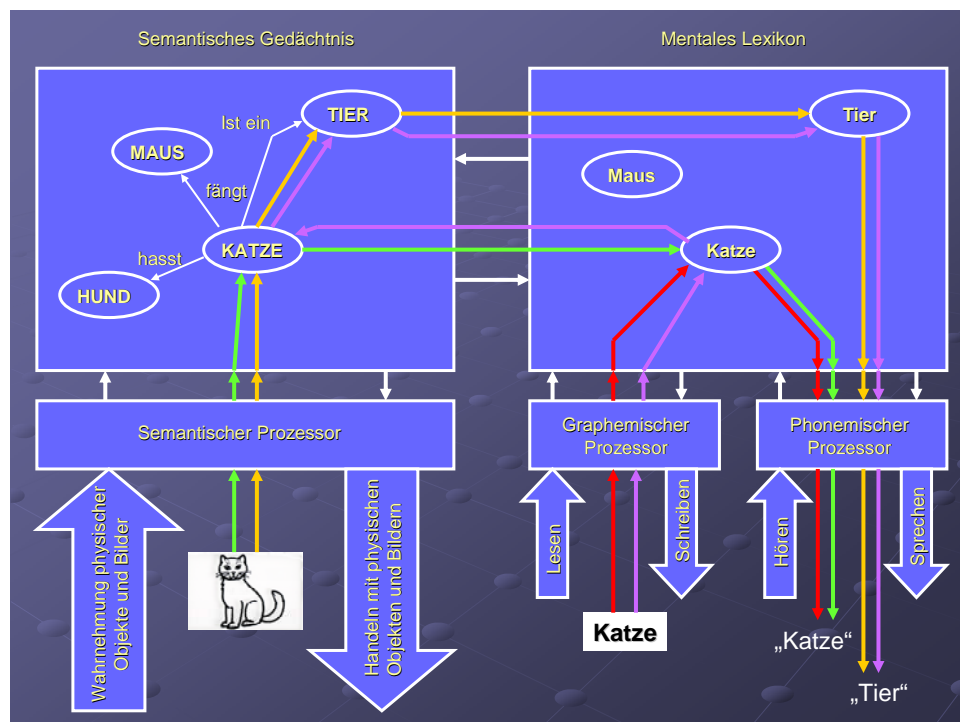 Semantisches Gedächtnis
Mentales Lexikon
Ist ein
TIER
Tier
MAUS
Maus
fängt
KATZE
Katze
hasst
HUND
Semantischer Prozessor
Graphemischer
Prozessor
Phonemischer
Prozessor
Wahrnehmung physischer
Objekte und Bilder
Handeln mit physischen
Objekten und Bildern
Lesen
Schreiben
Hören
Sprechen
Katze
„Katze“
„Tier“